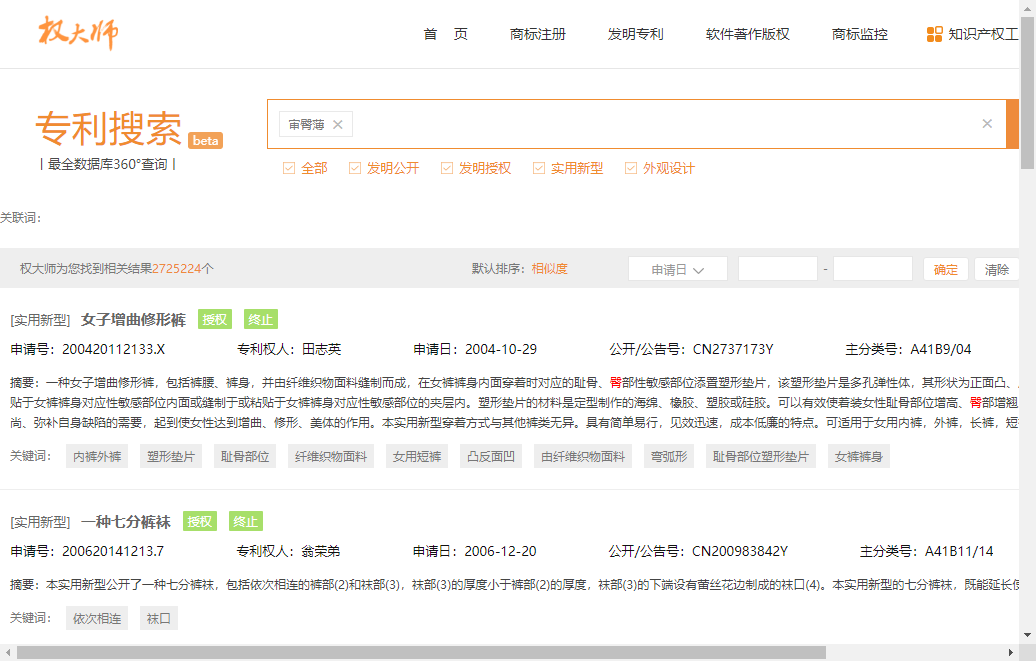 权大师
首 页 商标注册 发明专利 软件著作版权 商标监控 知识产权工
专利搜索 beta
| 最全数据库360°查询 |
审臀薄
全部 发明公开 发明授权 实用新型 外观设计
关联词:
权大师为您找到相关结果2725224个 默认排序: 相似度 申请日 - 确定 清除
[实用新型] 女子增曲修形裤 授权 终止
申请号: 200420112133.X 专利权人: 田志英 申请日: 2004-10-29 公开/公告号: CN2737173Y 主分类号: A41B9/04
摘要: 一种女子增曲修形裤，包括裤腰、裤身，并由纤维织物面料缝制而成，在女裤裤身内面穿着时对应的耻骨、臀部性敏感部位添置塑形垫片，该塑形垫片是多孔弹性体，其形状为正面凸、
贴于女裤裤身对应性敏感部位内面或缝制于或粘贴于女裤裤身对应性敏感部位的夹层内。塑形垫片的材料是定型制作的海绵、橡胶、塑胶或硅胶。可以有效使着装女性耻骨部位增高、臀部增翘
尚、弥补自身缺陷的需要，起到使女性达到增曲、修形、美体的作用。本实用新型穿着方式与其他裤类无异。具有简单易行，见效迅速，成本低廉的特点。可适用于女用内裤，外裤，长裤，短
关键词: 内裤外裤 塑形垫片 耻骨部位 纤维织物面料 女用短裤 凸反面凹 由纤维织物面料 弯弧形 耻骨部位塑形垫片 女裤裤身
[实用新型] 一种七分裤袜 授权 终止
申请号: 200620141213.7 专利权人: 翁荣弟 申请日: 2006-12-20 公开/公告号: CN200983842Y 主分类号: A41B11/14
摘要: 本实用新型公开了一种七分裤袜，包括依次相连的裤部(2)和袜部(3)，袜部(3)的厚度小于裤部(2)的厚度，袜部(3)的下端设有蕾丝花边制成的袜口(4)。本实用新型的七分裤袜，既能延长使
关键词: 依次相连 袜口